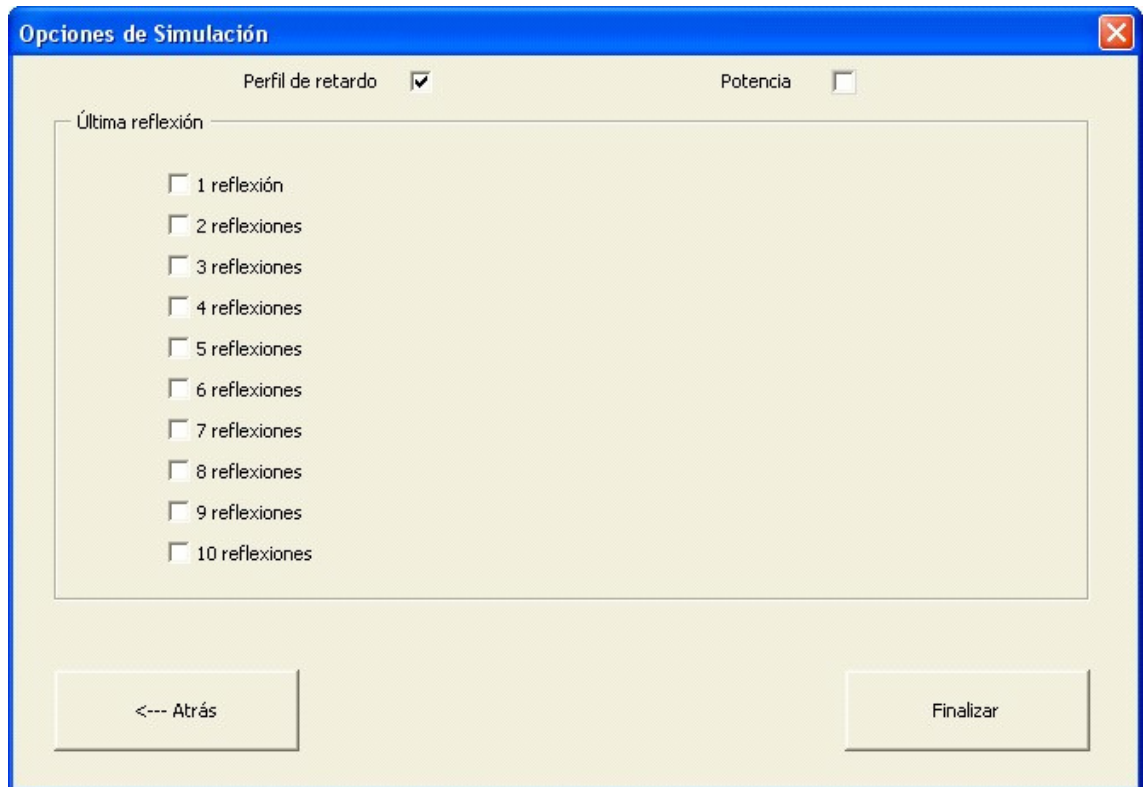 Opciones de Simulación
Perfil de retardo Potencia
Última reflexión
1 reflexión
2 reflexiones
3 reflexiones
4 reflexiones
5 reflexiones
6 reflexiones
7 reflexiones
8 reflexiones
9 reflexiones
10 reflexiones
<--- Atrás Finalizar